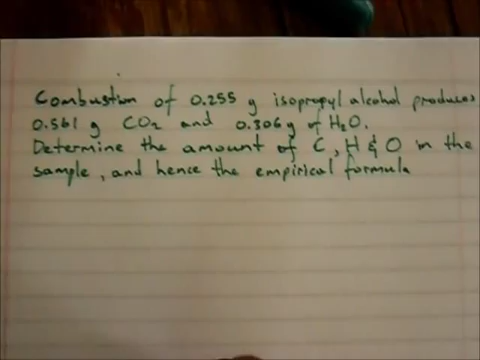 Combustion of 0.255 g isopropyl alcohol produces
0.561 g CO2 and 0.306 g of H2O.
Determine the amount of C, H & O in the
sample, and hence the empirical formula